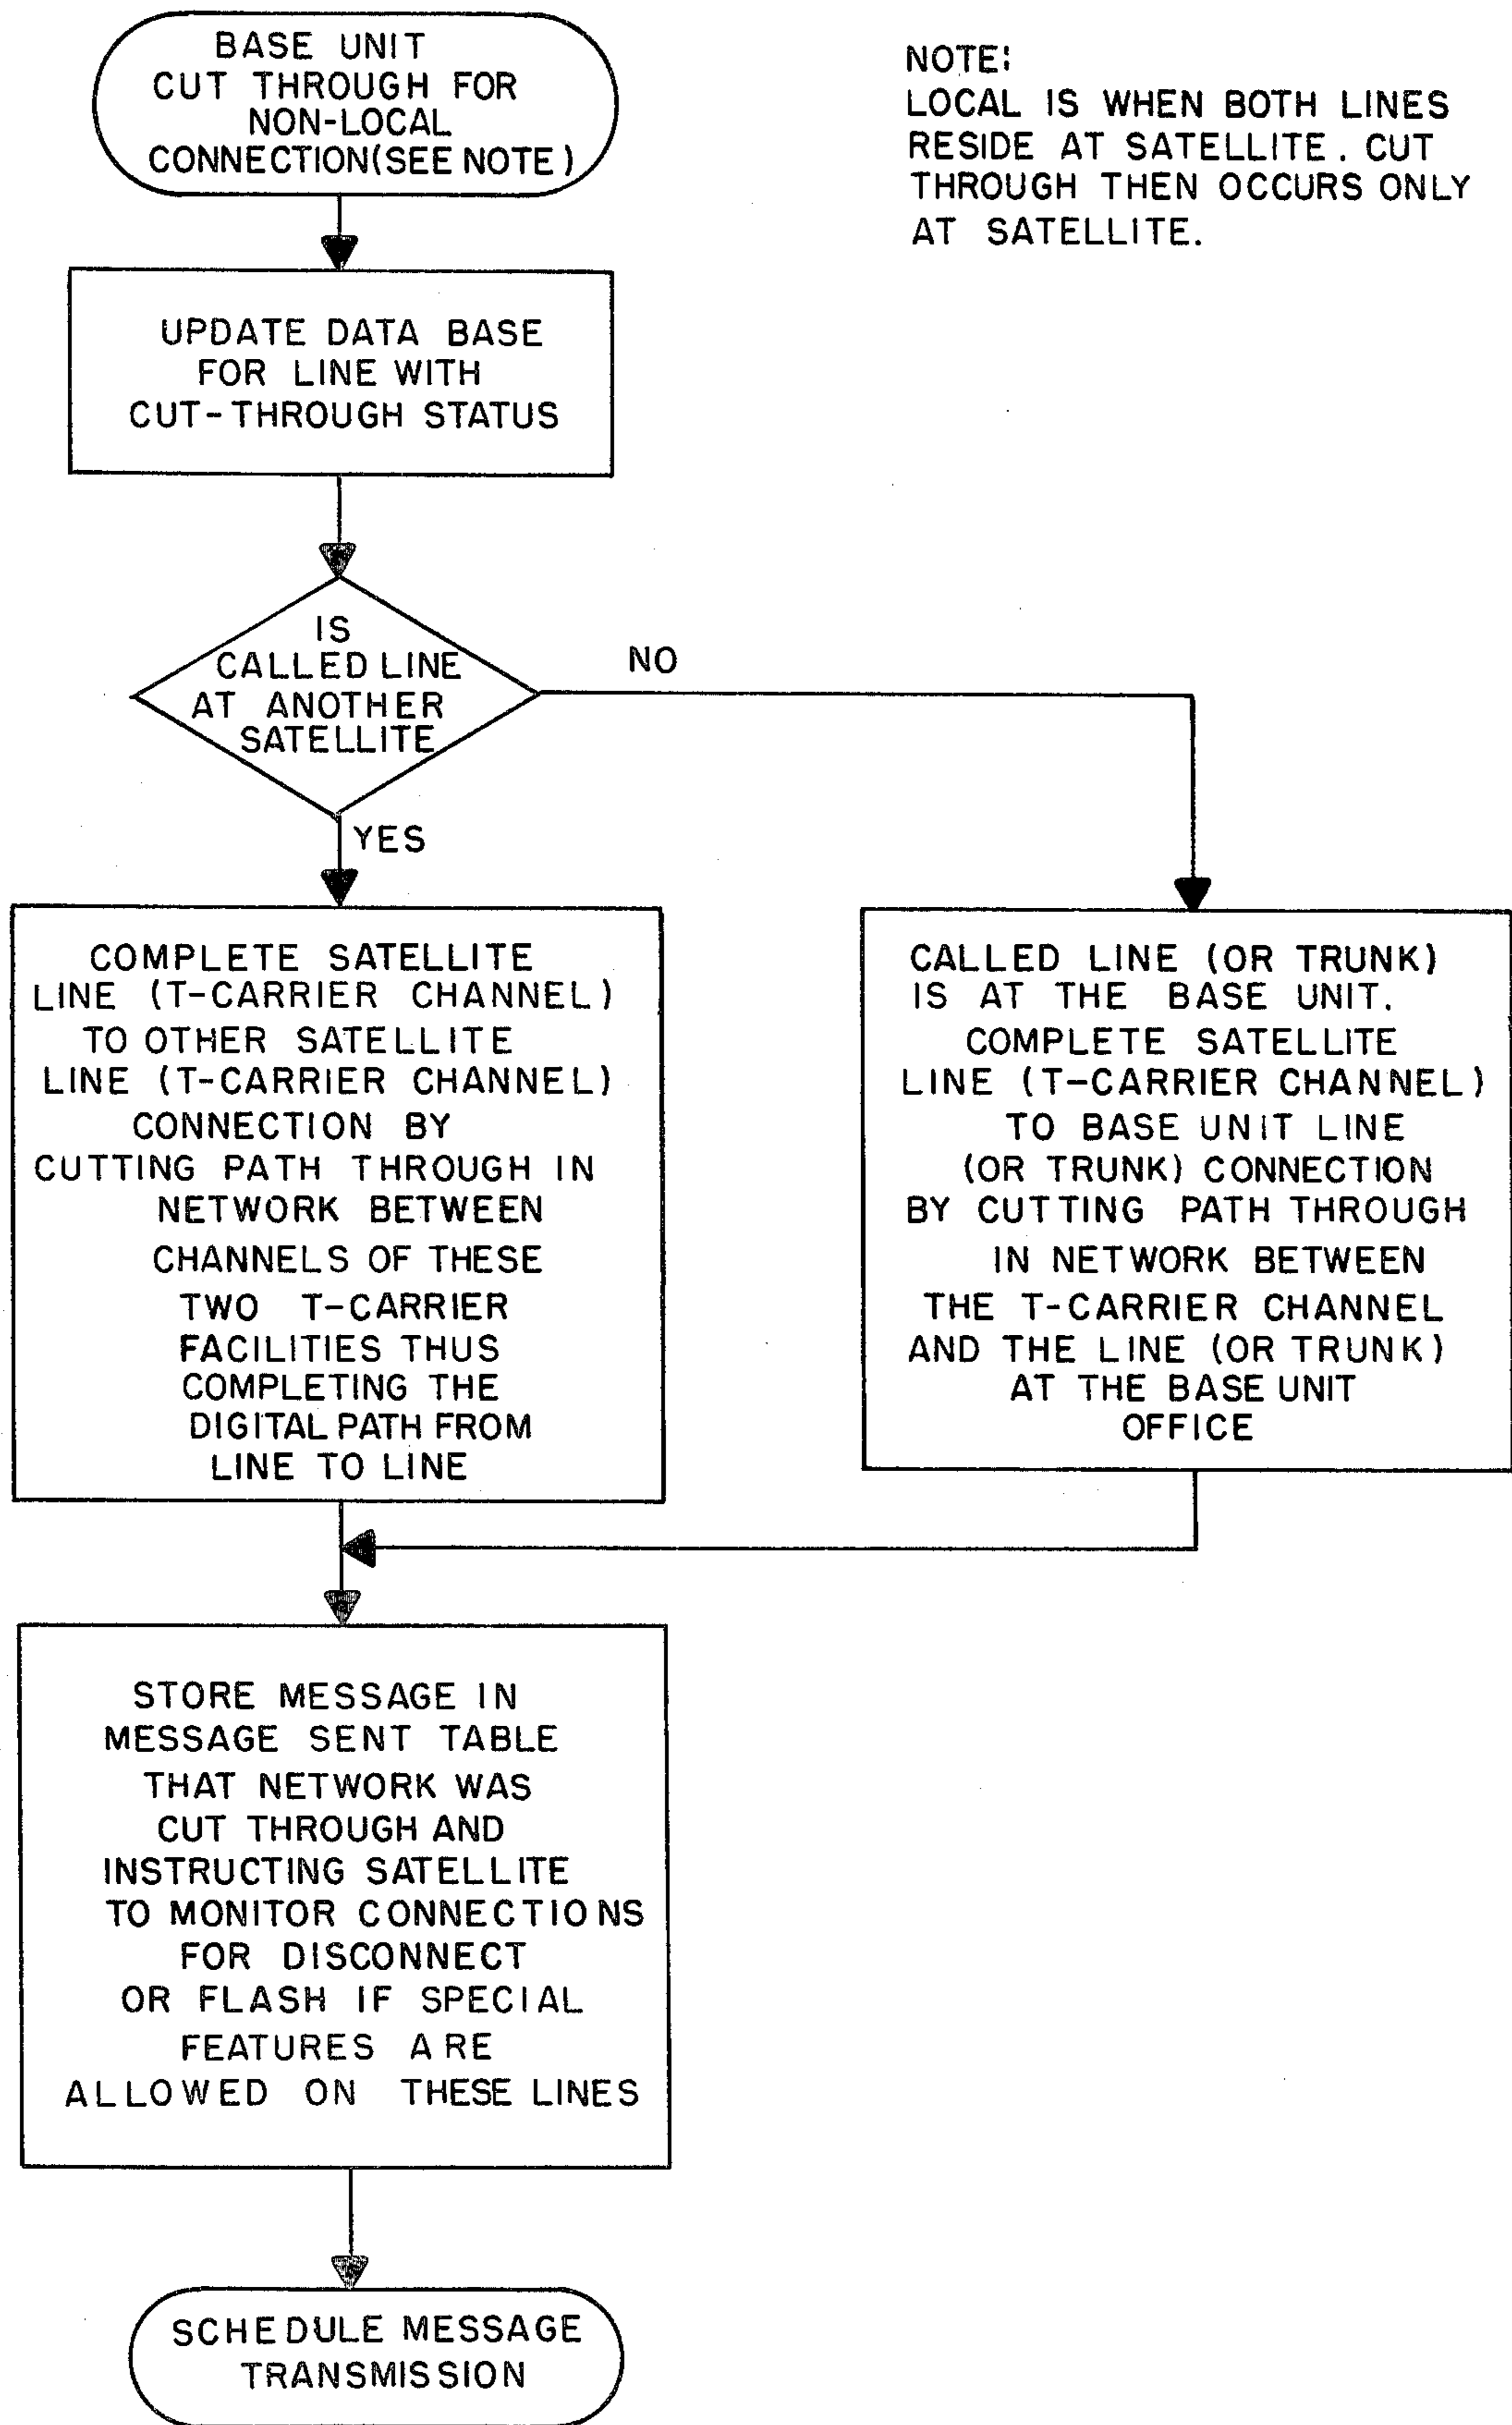 BASE UNIT
CUT THROUGH FOR
NON-LOCAL
CONNECTION(SEE NOTE)
NOTE:
LOCAL IS WHEN BOTH LINES
RESIDE AT SATELLITE. CUT
THROUGH THEN OCCURS ONLY
AT SATELLITE.
UPDATE DATA BASE
FOR LINE WITH
CUT-THROUGH STATUS
IS
CALLED LINE
AT ANOTHER
SATELLITE
NO
YES
COMPLETE SATELLITE
LINE (T-CARRIER CHANNEL)
TO OTHER SATELLITE
LINE (T-CARRIER CHANNEL)
CONNECTION BY
CUTTING PATH THROUGH IN
NETWORK BETWEEN
CHANNELS OF THESE
TWO T-CARRIER
FACILITIES THUS
COMPLETING THE
DIGITAL PATH FROM
LINE TO LINE
CALLED LINE (OR TRUNK)
IS AT THE BASE UNIT.
COMPLETE SATELLITE
LINE (T-CARRIER CHANNEL)
TO BASE UNIT LINE
(OR TRUNK) CONNECTION
BY CUTTING PATH THROUGH
IN NETWORK BETWEEN
THE T-CARRIER CHANNEL
AND THE LINE (OR TRUNK)
AT THE BASE UNIT
OFFICE
STORE MESSAGE IN
MESSAGE SENT TABLE
THAT NETWORK WAS
CUT THROUGH AND
INSTRUCTING SATELLITE
TO MONITOR CONNECTIONS
FOR DISCONNECT
OR FLASH IF SPECIAL
FEATURES ARE
ALLOWED ON THESE LINES
SCHEDULE MESSAGE
TRANSMISSION